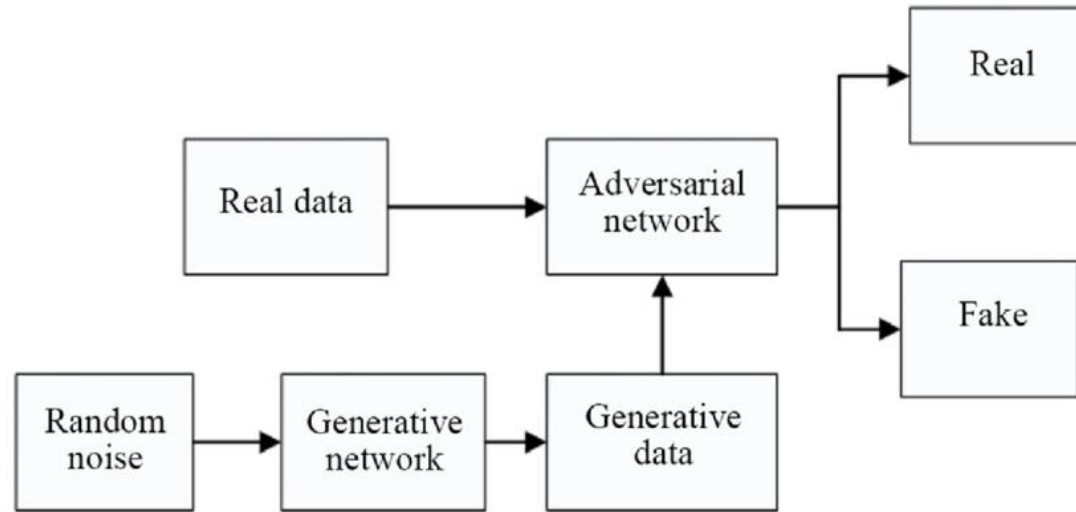 Real
Real data
Adversarial
network
Fake
Random
noise
Generative
network
Generative
data